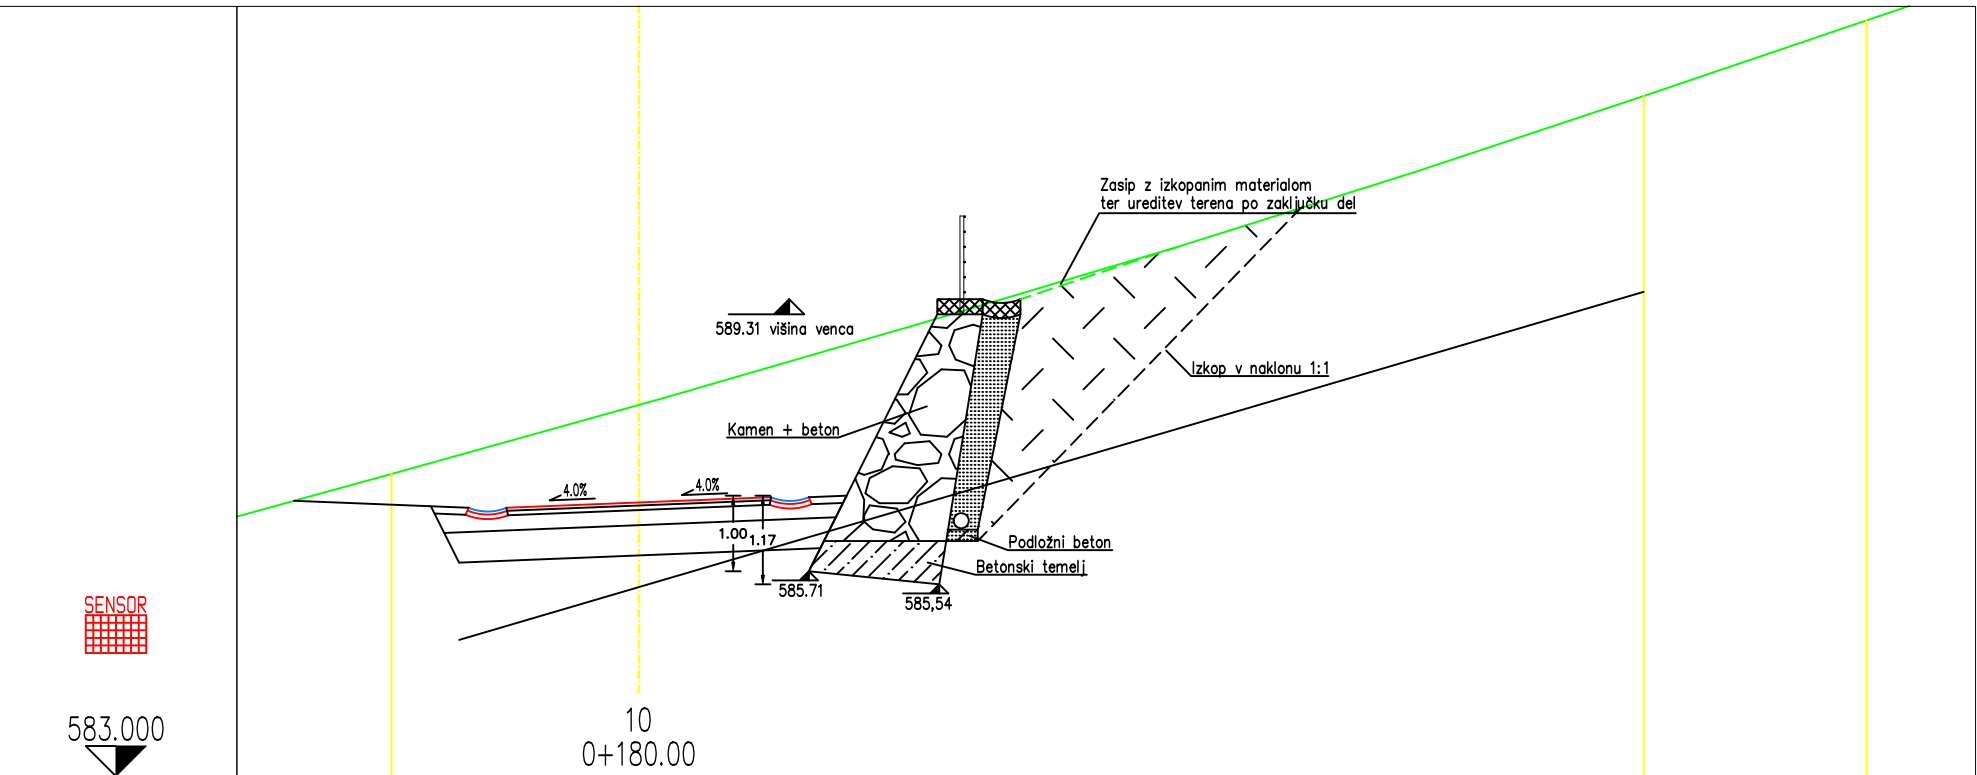 Zasip z izkopanim materialom
ter ureditev terena po zaključku del
589.31 višina venca
Izkop v naklonu 1:1
Kamen + beton
4.0%
4.0%
1.00
1.17
Podložni beton
Betonski temelj
585.71
585,54
SENSOR
583.000
10
0+180.00